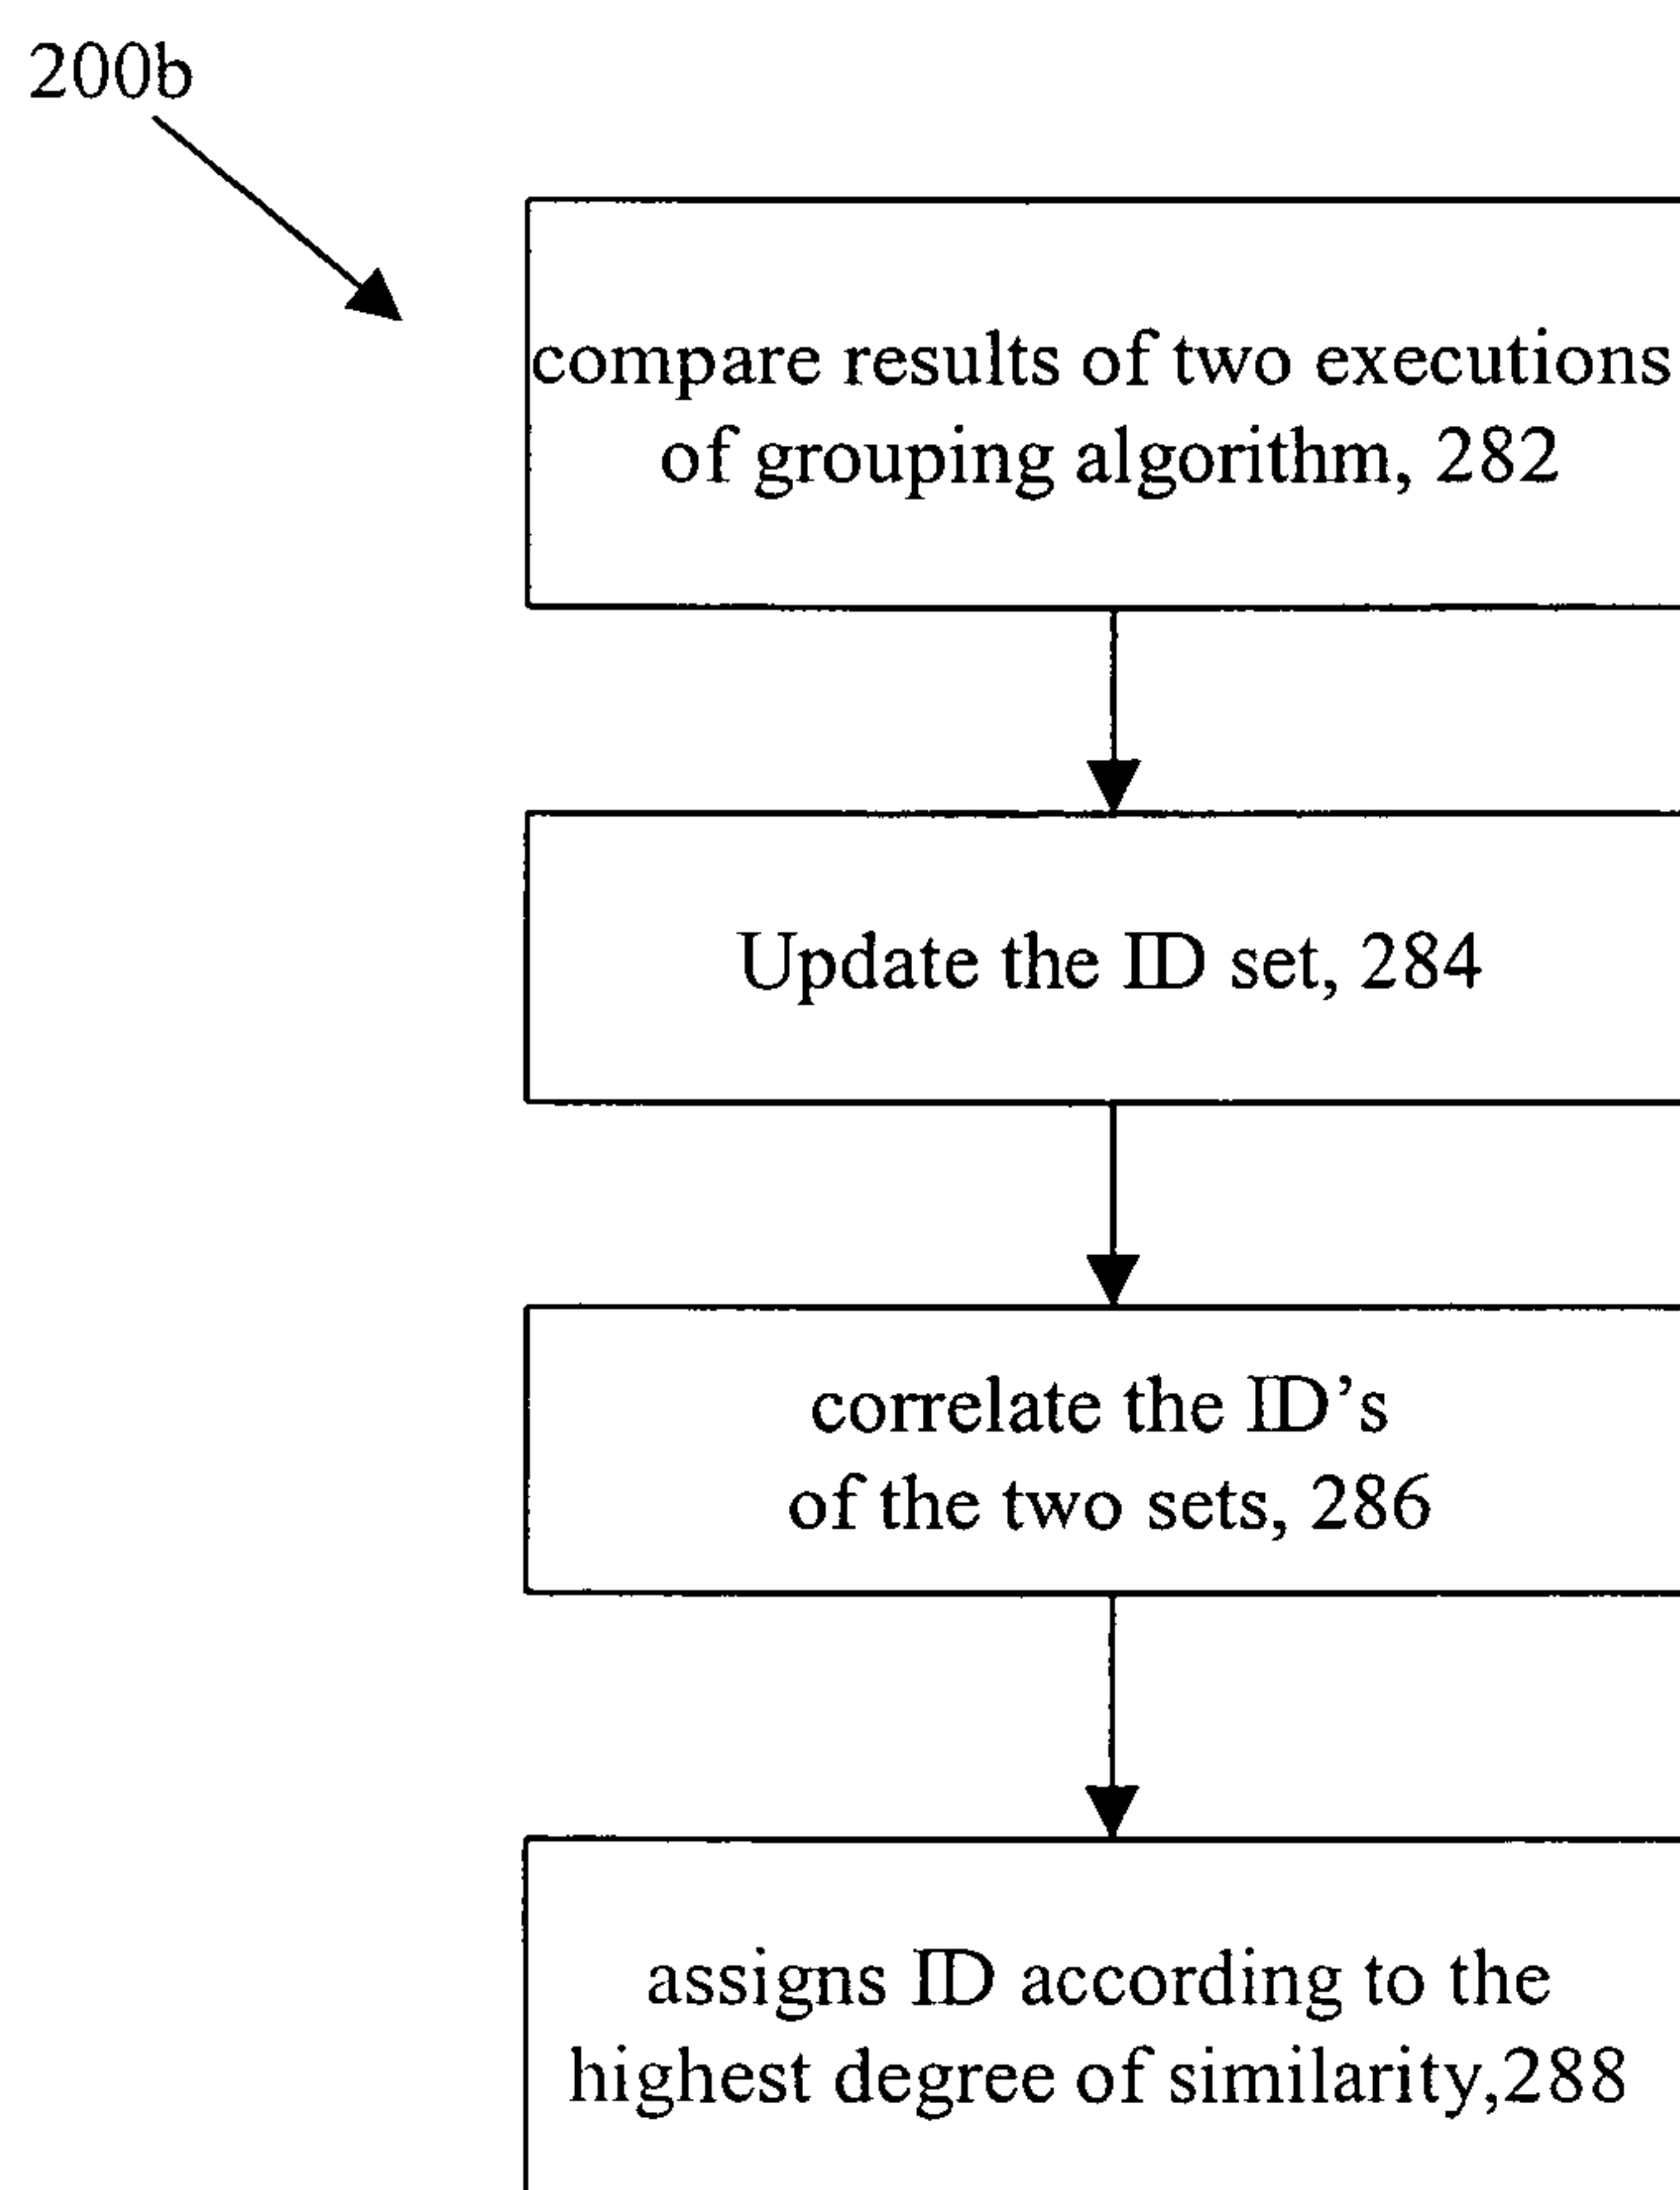 200b
compare results of two executions
of grouping algorithm, 282
Update the ID set, 284
correlate the ID's
of the two sets, 286
assigns ID according to the
highest degree of similarity,288